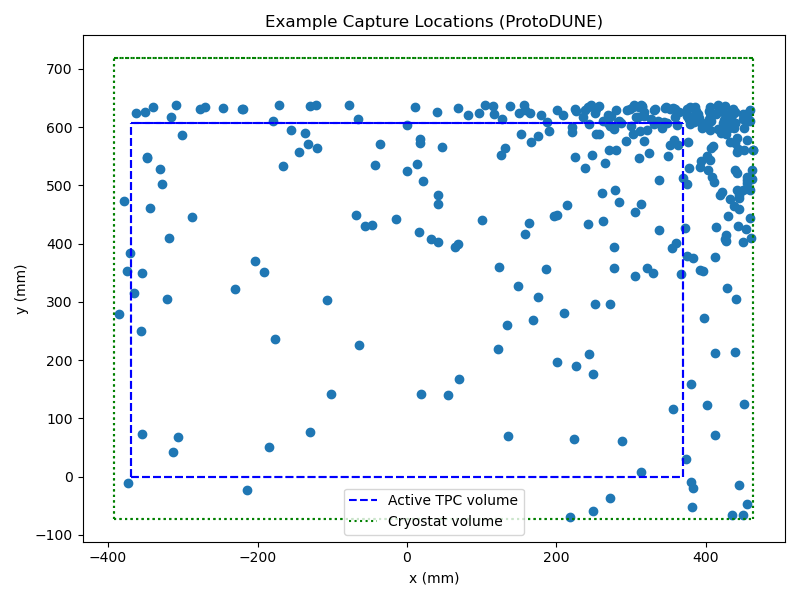 Example Capture Locations (ProtoDUNE)
y (mm)
700
600
500
400
300
200
100
0
−100
Active TPC volume
Cryostat volume
−400
−200
0
200
400
x (mm)